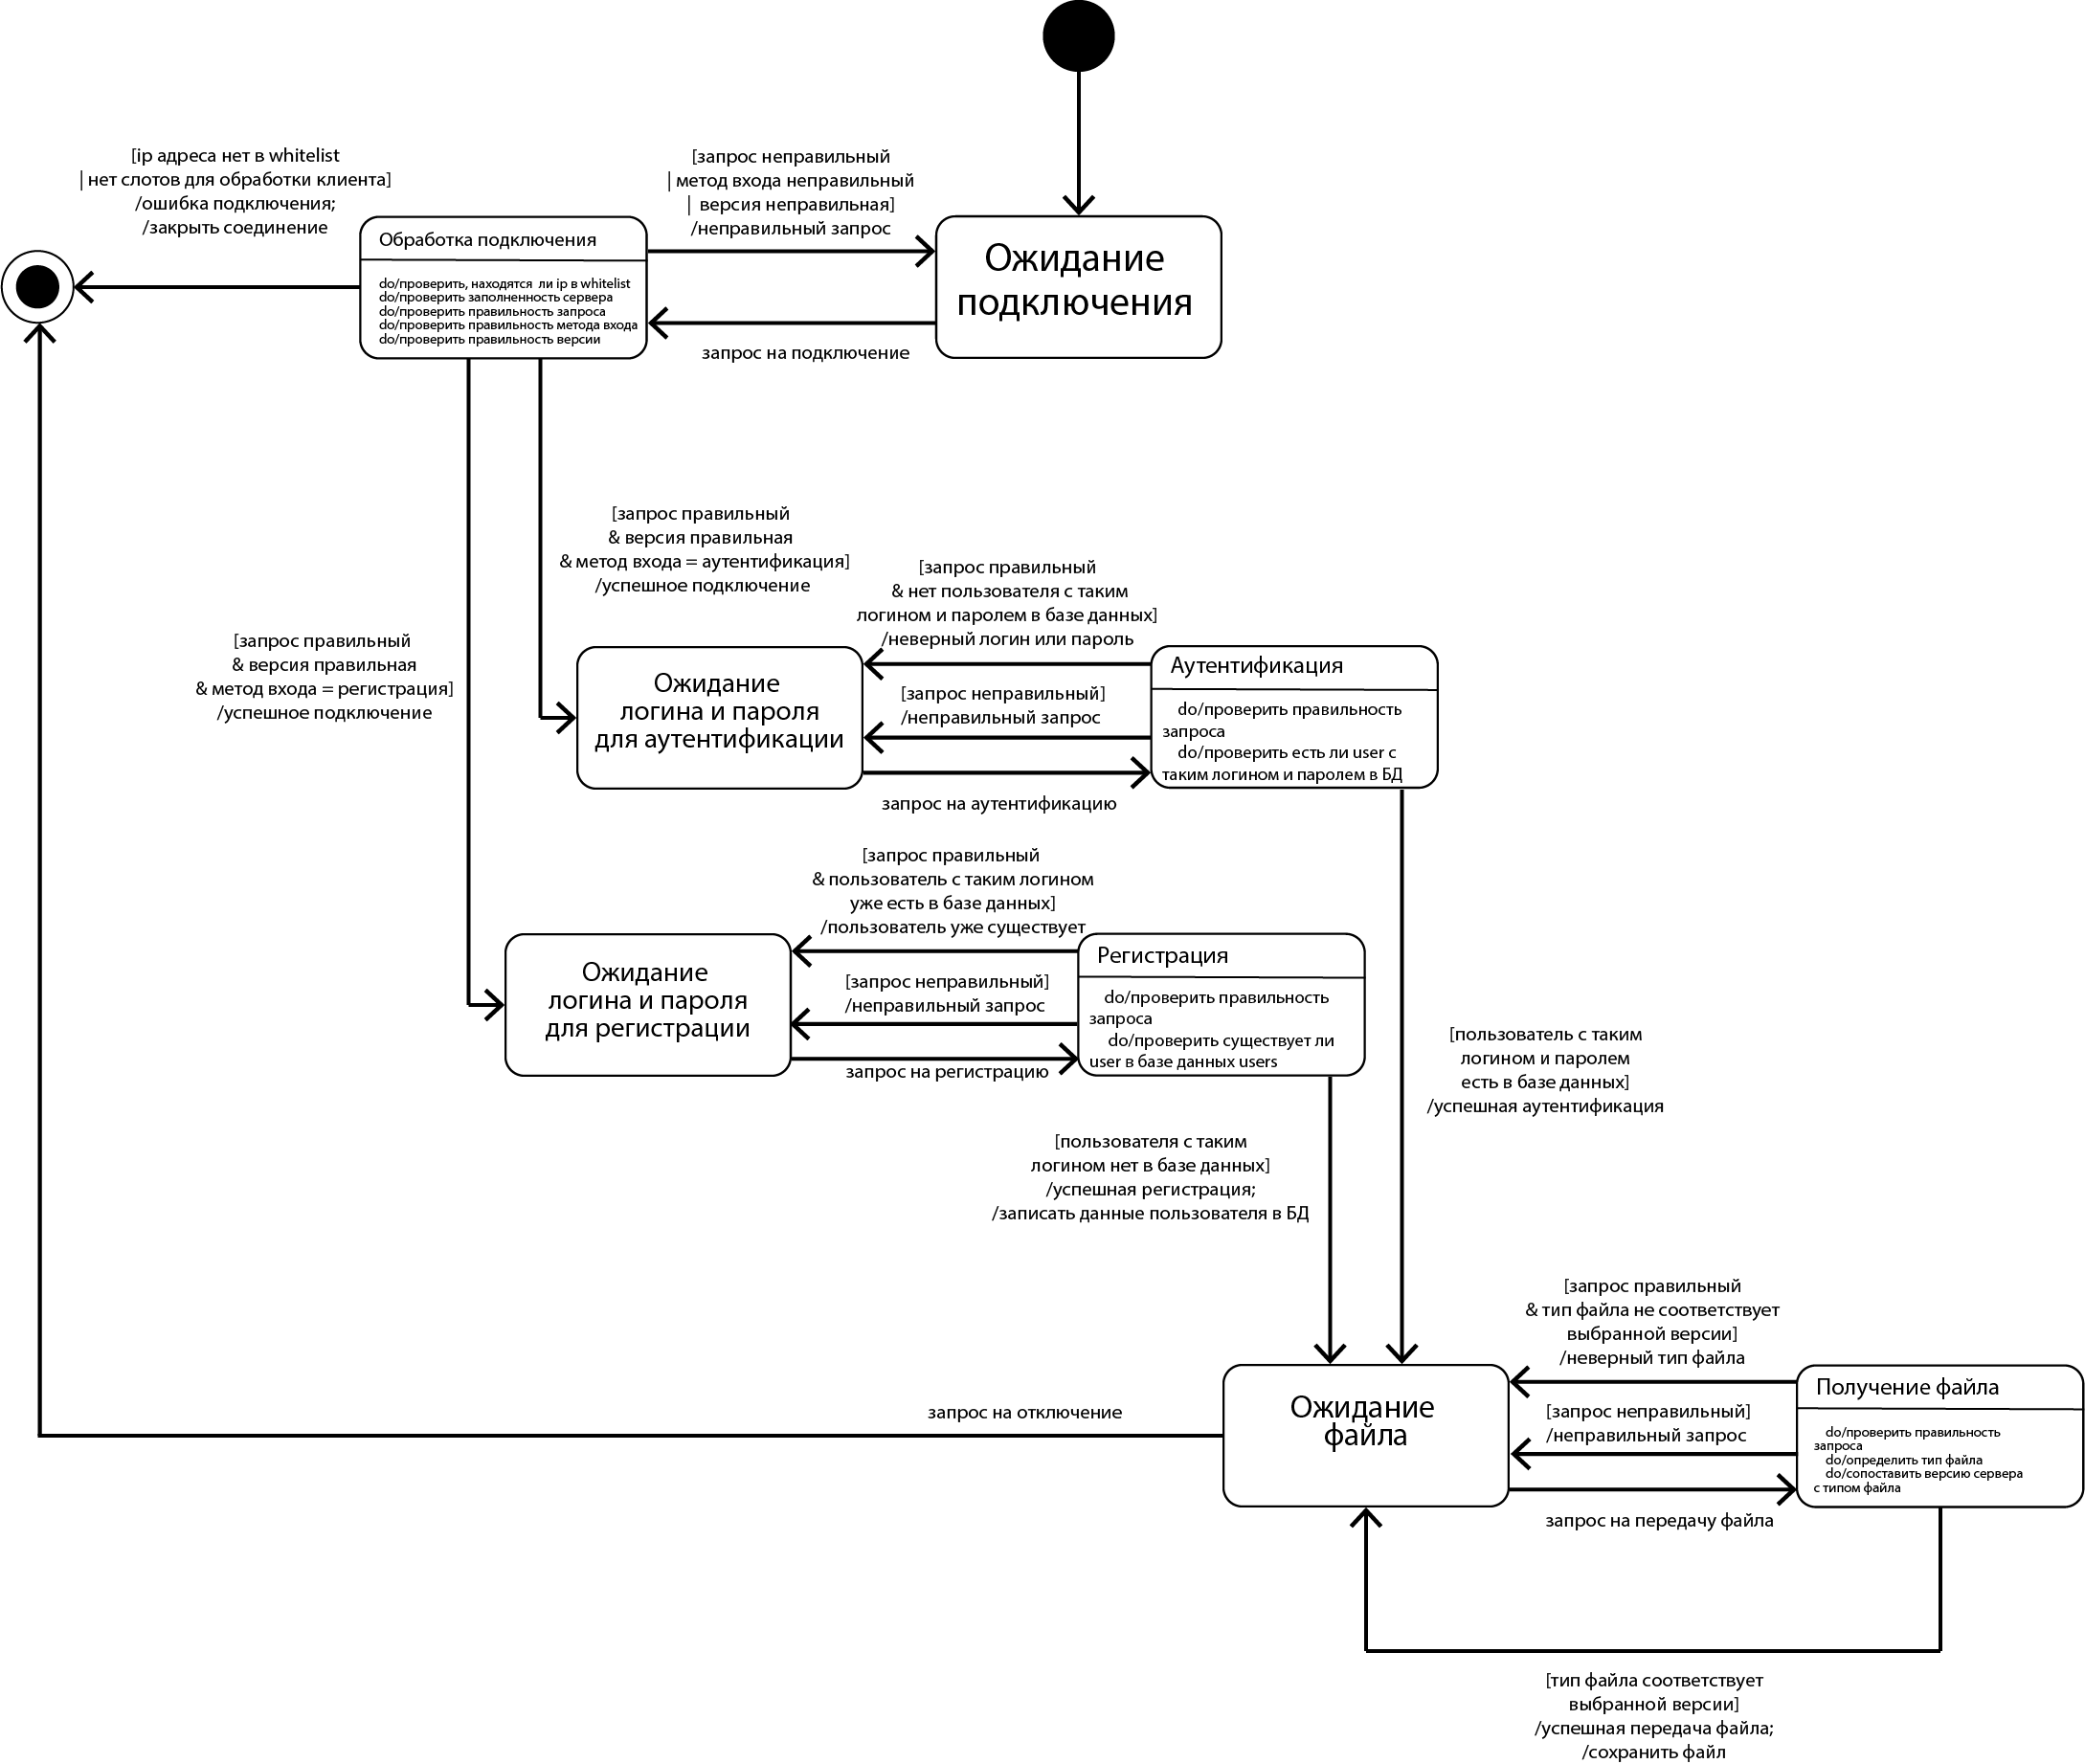 [ip адреса нет в whitelist
| нет слотов для обработки клиента]
/ошибка подключения;
/закрыть соединение
[запрос неправильный
| метод входа неправильный
| версия неправильная]
/неправильный запрос
Обработка подключения
do/проверить, находятся ли ip в whitelist
do/проверить заполненность сервера
do/проверить правильность запроса
do/проверить правильность метода входа
do/проверить правильность версии
Ожидание
подключения
запрос на подключение
[запрос правильный
& версия правильная
& метод входа = аутентификация]
/успешное подключение
[запрос правильный
& нет пользователя с таким
логином и паролем в базе данных]
/неверный логин или пароль
[запрос правильный
& версия правильная
& метод входа = регистрация]
/успешное подключение
Ожидание
логина и пароля
для аутентификации
[запрос неправильный]
/неправильный запрос
Аутентификация
do/проверить правильность
запроса
do/проверить есть ли user с
таким логином и паролем в БД
запрос на аутентификацию
[запрос правильный
& пользователь с таким логином
уже есть в базе данных]
/пользователь уже существует
Ожидание
логина и пароля
для регистрации
[запрос неправильный]
/неправильный запрос
Регистрация
do/проверить правильность
запроса
do/проверить существует ли
user в базе данных users
запрос на регистрацию
[пользователь с таким
логином и паролем
есть в базе данных]
/успешная аутентификация
[пользователя с таким
логином нет в базе данных]
/успешная регистрация;
/записать данные пользователя в БД
[запрос правильный
& тип файла не соответствует
выбранной версии]
/неверный тип файла
запрос на отключение
Ожидание
файла
[запрос неправильный]
/неправильный запрос
Получение файла
do/проверить правильность
запроса
do/определить тип файла
do/сопоставить версию сервера
с типом файла
запрос на передачу файла
[тип файла соответствует
выбранной версии]
/успешная передача файла;
/сохранить файл